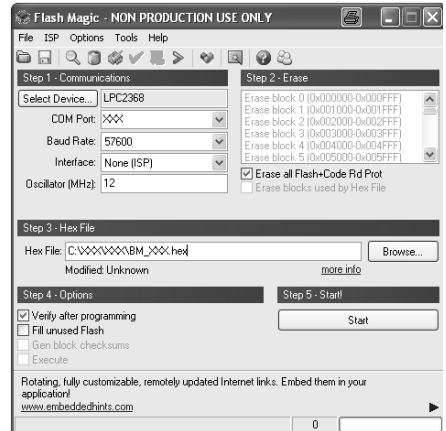 Flash Magic - NON PRODUCTION USE ONLY
File ISP Options Tools Help
Step 1 - Communications
Select Device... LPC2368
COM Port: XXX
Baud Rate: 57600
Interface: None (ISP)
Oscillator (MHz): 12
Step 2 - Erase
Erase block 0 (0x000000-0x000FFF)
Erase block 1 (0x001000-0x001FFF)
Erase block 2 (0x002000-0x002FFF)
Erase block 3 (0x003000-0x003FFF)
Erase block 4 (0x004000-0x004FFF)
Erase block 5 (0x005000-0x005FFF)
Erase all Flash+Code Rd Prot
Erase blocks used by Hex File
Step 3 - Hex File
Hex File: C:\XXX\XXX\BM_XXX.hex Browse...
Modified: Unknown more info
Step 4 - Options
Verify after programming
Fill unused Flash
Gen block checksums
Execute
Step 5 - Start!
Start
Rotating, fully customizable, remotely updated Internet links. Embed them in your
application!
www.embeddedhints.com
0